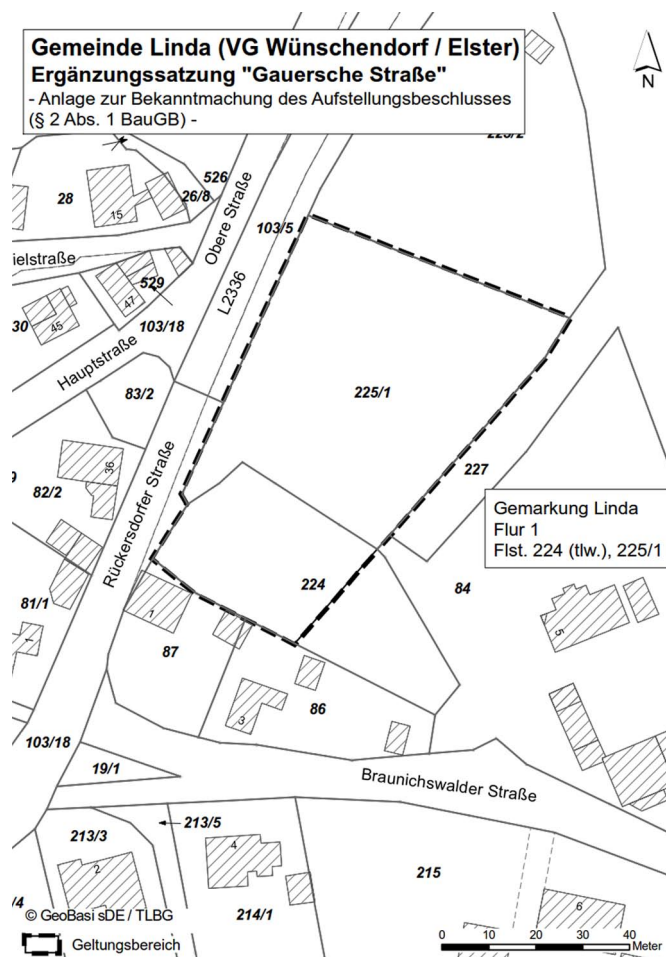 Gemeinde Linda (VG Wünschendorf / Elster)
Ergänzungssatzung "Gauersche Straße"
- Anlage zur Bekanntmachung des Aufstellungsbeschlusses
(§ 2 Abs. 1 BauGB) -
N
28
15
26/8
526
Obere Straße
103/5
L2336
ielstraße
529
47
45
30
103/18
Hauptstraße
83/2
225/1
36
82/2
Rückersdorfer Straße
227
Gemarkung Linda
Flur 1
Flst. 224 (tlw.), 225/1
224
84
5
81/1
1
1
87
86
3
103/18
19/1
Braunichswalder Straße
213/3
213/5
2
4
215
214/1
6
/4
© GeoBasi sDE / TLBG
Geltungsbereich
0 10 20 30 40
Meter